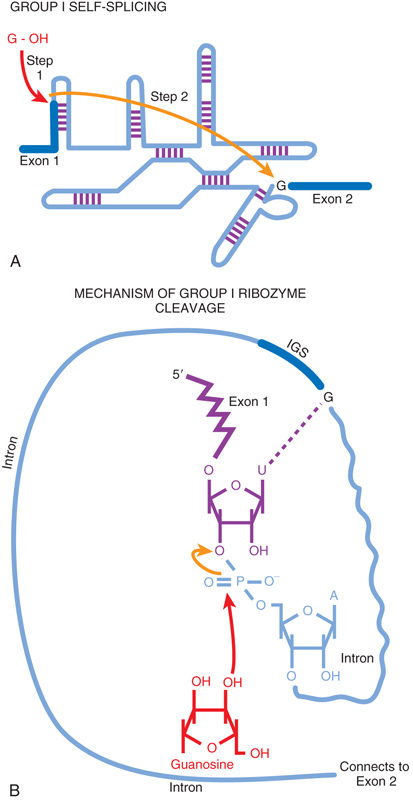 GROUP I SELF-SPLICING
G - OH
Step
1
Step 2
Exon 1
G
Exon 2
A
MECHANISM OF GROUP I RIBOZYME
CLEAVAGE
IGS
G
5′
Exon 1
Intron
O
U
O
O
OH
O
P
O−
O
A
O
Intron
O
OH
OH
OH
O
OH
Guanosine
Intron
Connects to
Exon 2
B